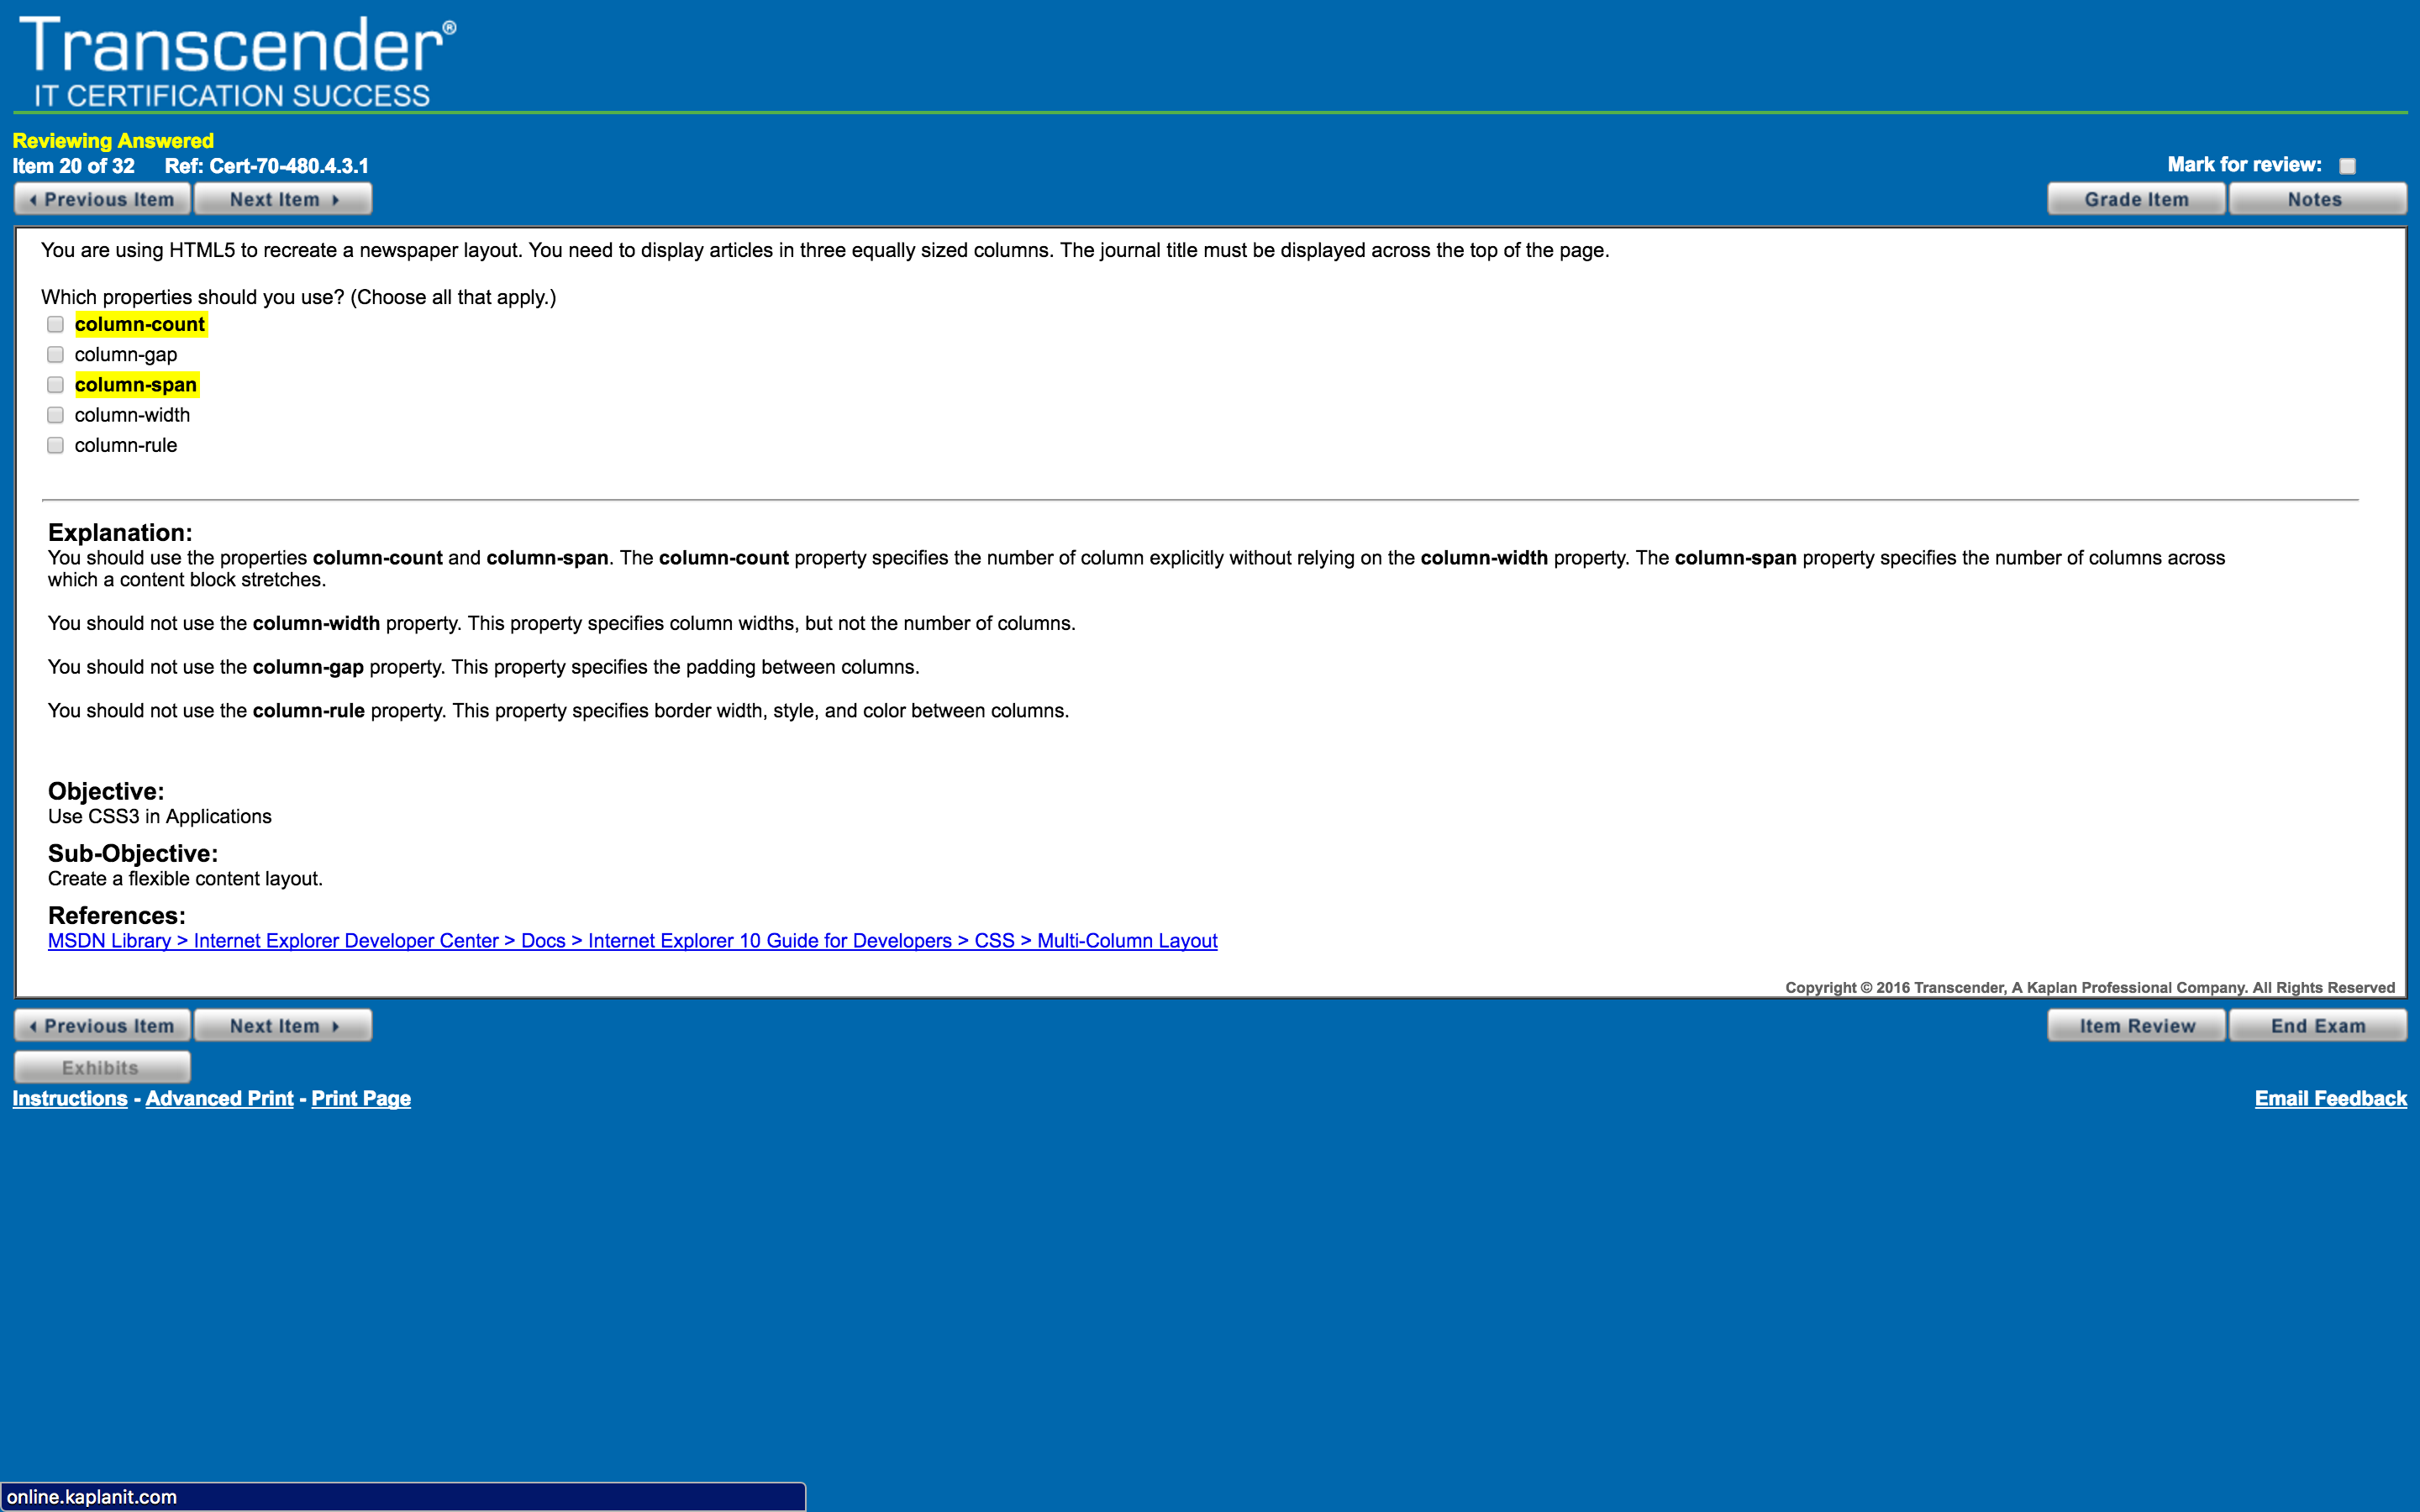 Transcender®
IT CERTIFICATION SUCCESS
Reviewing Answered
Item 20 of 32 Ref: Cert-70-480.4.3.1
Mark for review:
Previous Item Next Item
Grade Item Notes
You are using HTML5 to recreate a newspaper layout. You need to display articles in three equally sized columns. The journal title must be displayed across the top of the page.
Which properties should you use? (Choose all that apply.)
column-count
column-gap
column-span
column-width
column-rule
Explanation:
You should use the properties column-count and column-span. The column-count property specifies the number of column explicitly without relying on the column-width property. The column-span property specifies the number of columns across
which a content block stretches.
You should not use the column-width property. This property specifies column widths, but not the number of columns.
You should not use the column-gap property. This property specifies the padding between columns.
You should not use the column-rule property. This property specifies border width, style, and color between columns.
Objective:
Use CSS3 in Applications
Sub-Objective:
Create a flexible content layout.
References:
MSDN Library > Internet Explorer Developer Center > Docs > Internet Explorer 10 Guide for Developers > CSS > Multi-Column Layout
Copyright © 2016 Transcender, A Kaplan Professional Company. All Rights Reserved
Previous Item Next Item
Item Review End Exam
Exhibits
Instructions - Advanced Print - Print Page
Email Feedback
online.kaplanit.com